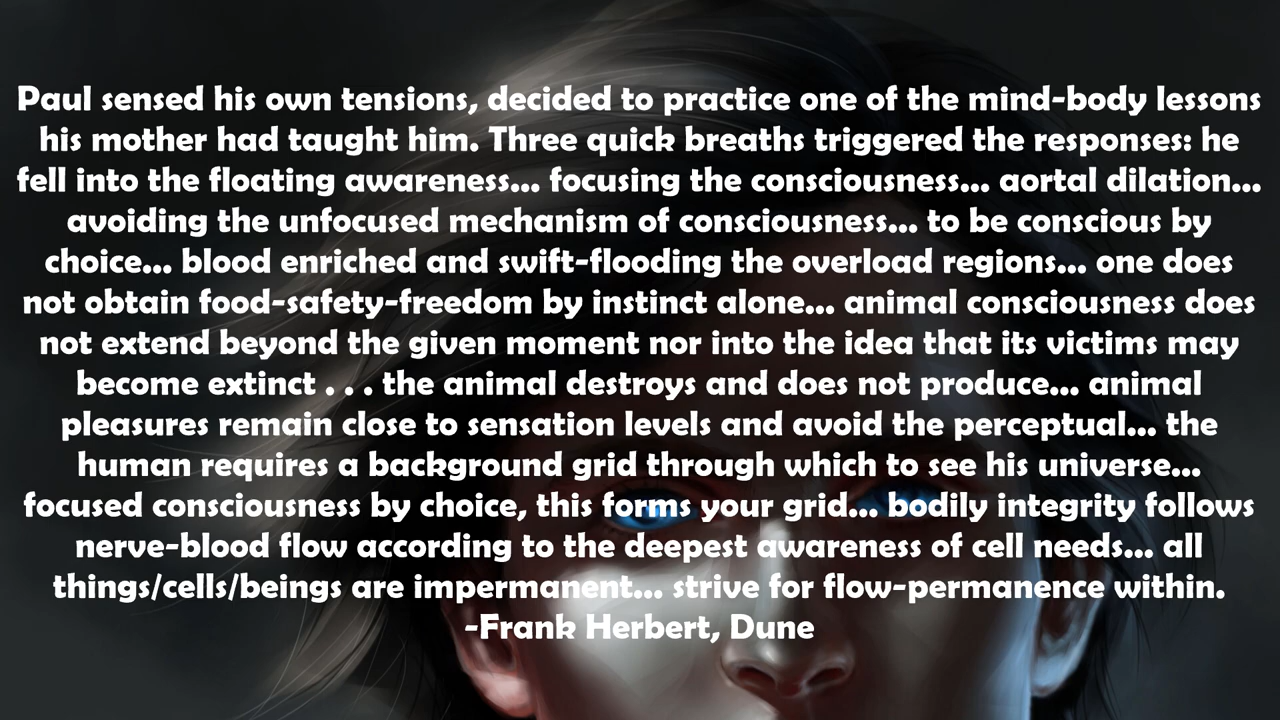 Paul sensed his own tensions, decided to practice one of the mind-body lessons
his mother had taught him. Three quick breaths triggered the responses: he
fell into the floating awareness... focusing the consciousness... aortal dilation...
avoiding the unfocused mechanism of consciousness... to be conscious by
choice... blood enriched and swift-flooding the overload regions... one does
not obtain food-safety-freedom by instinct alone... animal consciousness does
not extend beyond the given moment nor into the idea that its victims may
become extinct . . . the animal destroys and does not produce... animal
pleasures remain close to sensation levels and avoid the perceptual... the
human requires a background grid through which to see his universe...
focused consciousness by choice, this forms your grid... bodily integrity follows
nerve-blood flow according to the deepest awareness of cell needs... all
things/cells/beings are impermanent... strive for flow-permanence within.
-Frank Herbert, Dune